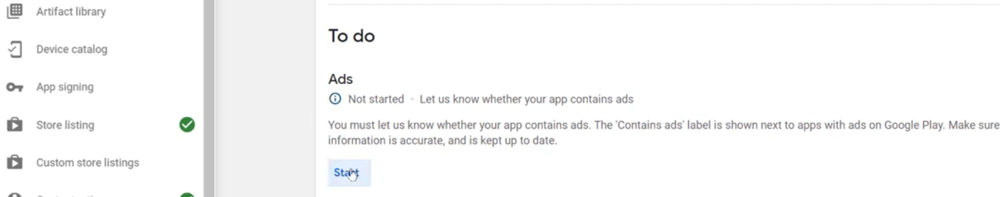 Artifact library
Device catalog
App signing
Store listing
Custom store listings
To do
Ads
Not started • Let us know whether your app contains ads
You must let us know whether your app contains ads. The 'Contains ads' label is shown next to apps with ads on Google Play. Make sure
information is accurate, and is kept up to date.
Start